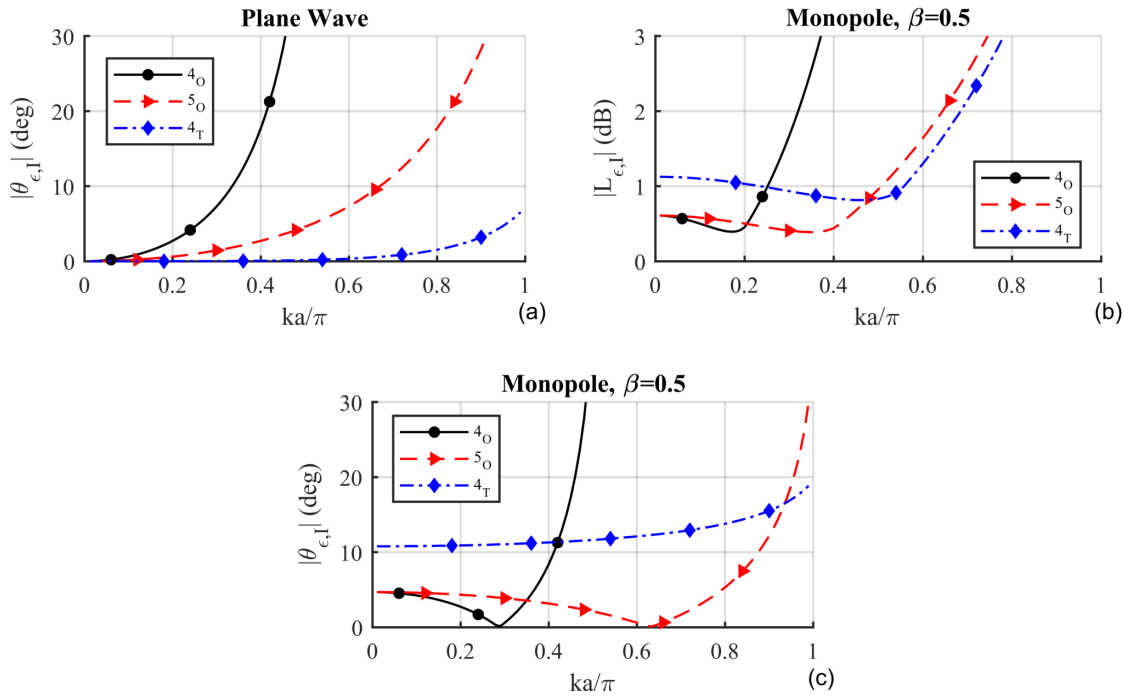 Plane Wave
|θ_ϵ,I| (deg)
30
20
10
0
4_O
5_O
4_T
0 0.2 0.4 0.6 0.8 1
ka/π
(a)
Monopole, β=0.5
|L_ϵ,I| (dB)
3
2
1
0
4_O
5_O
4_T
0 0.2 0.4 0.6 0.8 1
ka/π
(b)
Monopole, β=0.5
|θ_ϵ,I| (deg)
30
20
10
0
4_O
5_O
4_T
0 0.2 0.4 0.6 0.8 1
ka/π
(c)